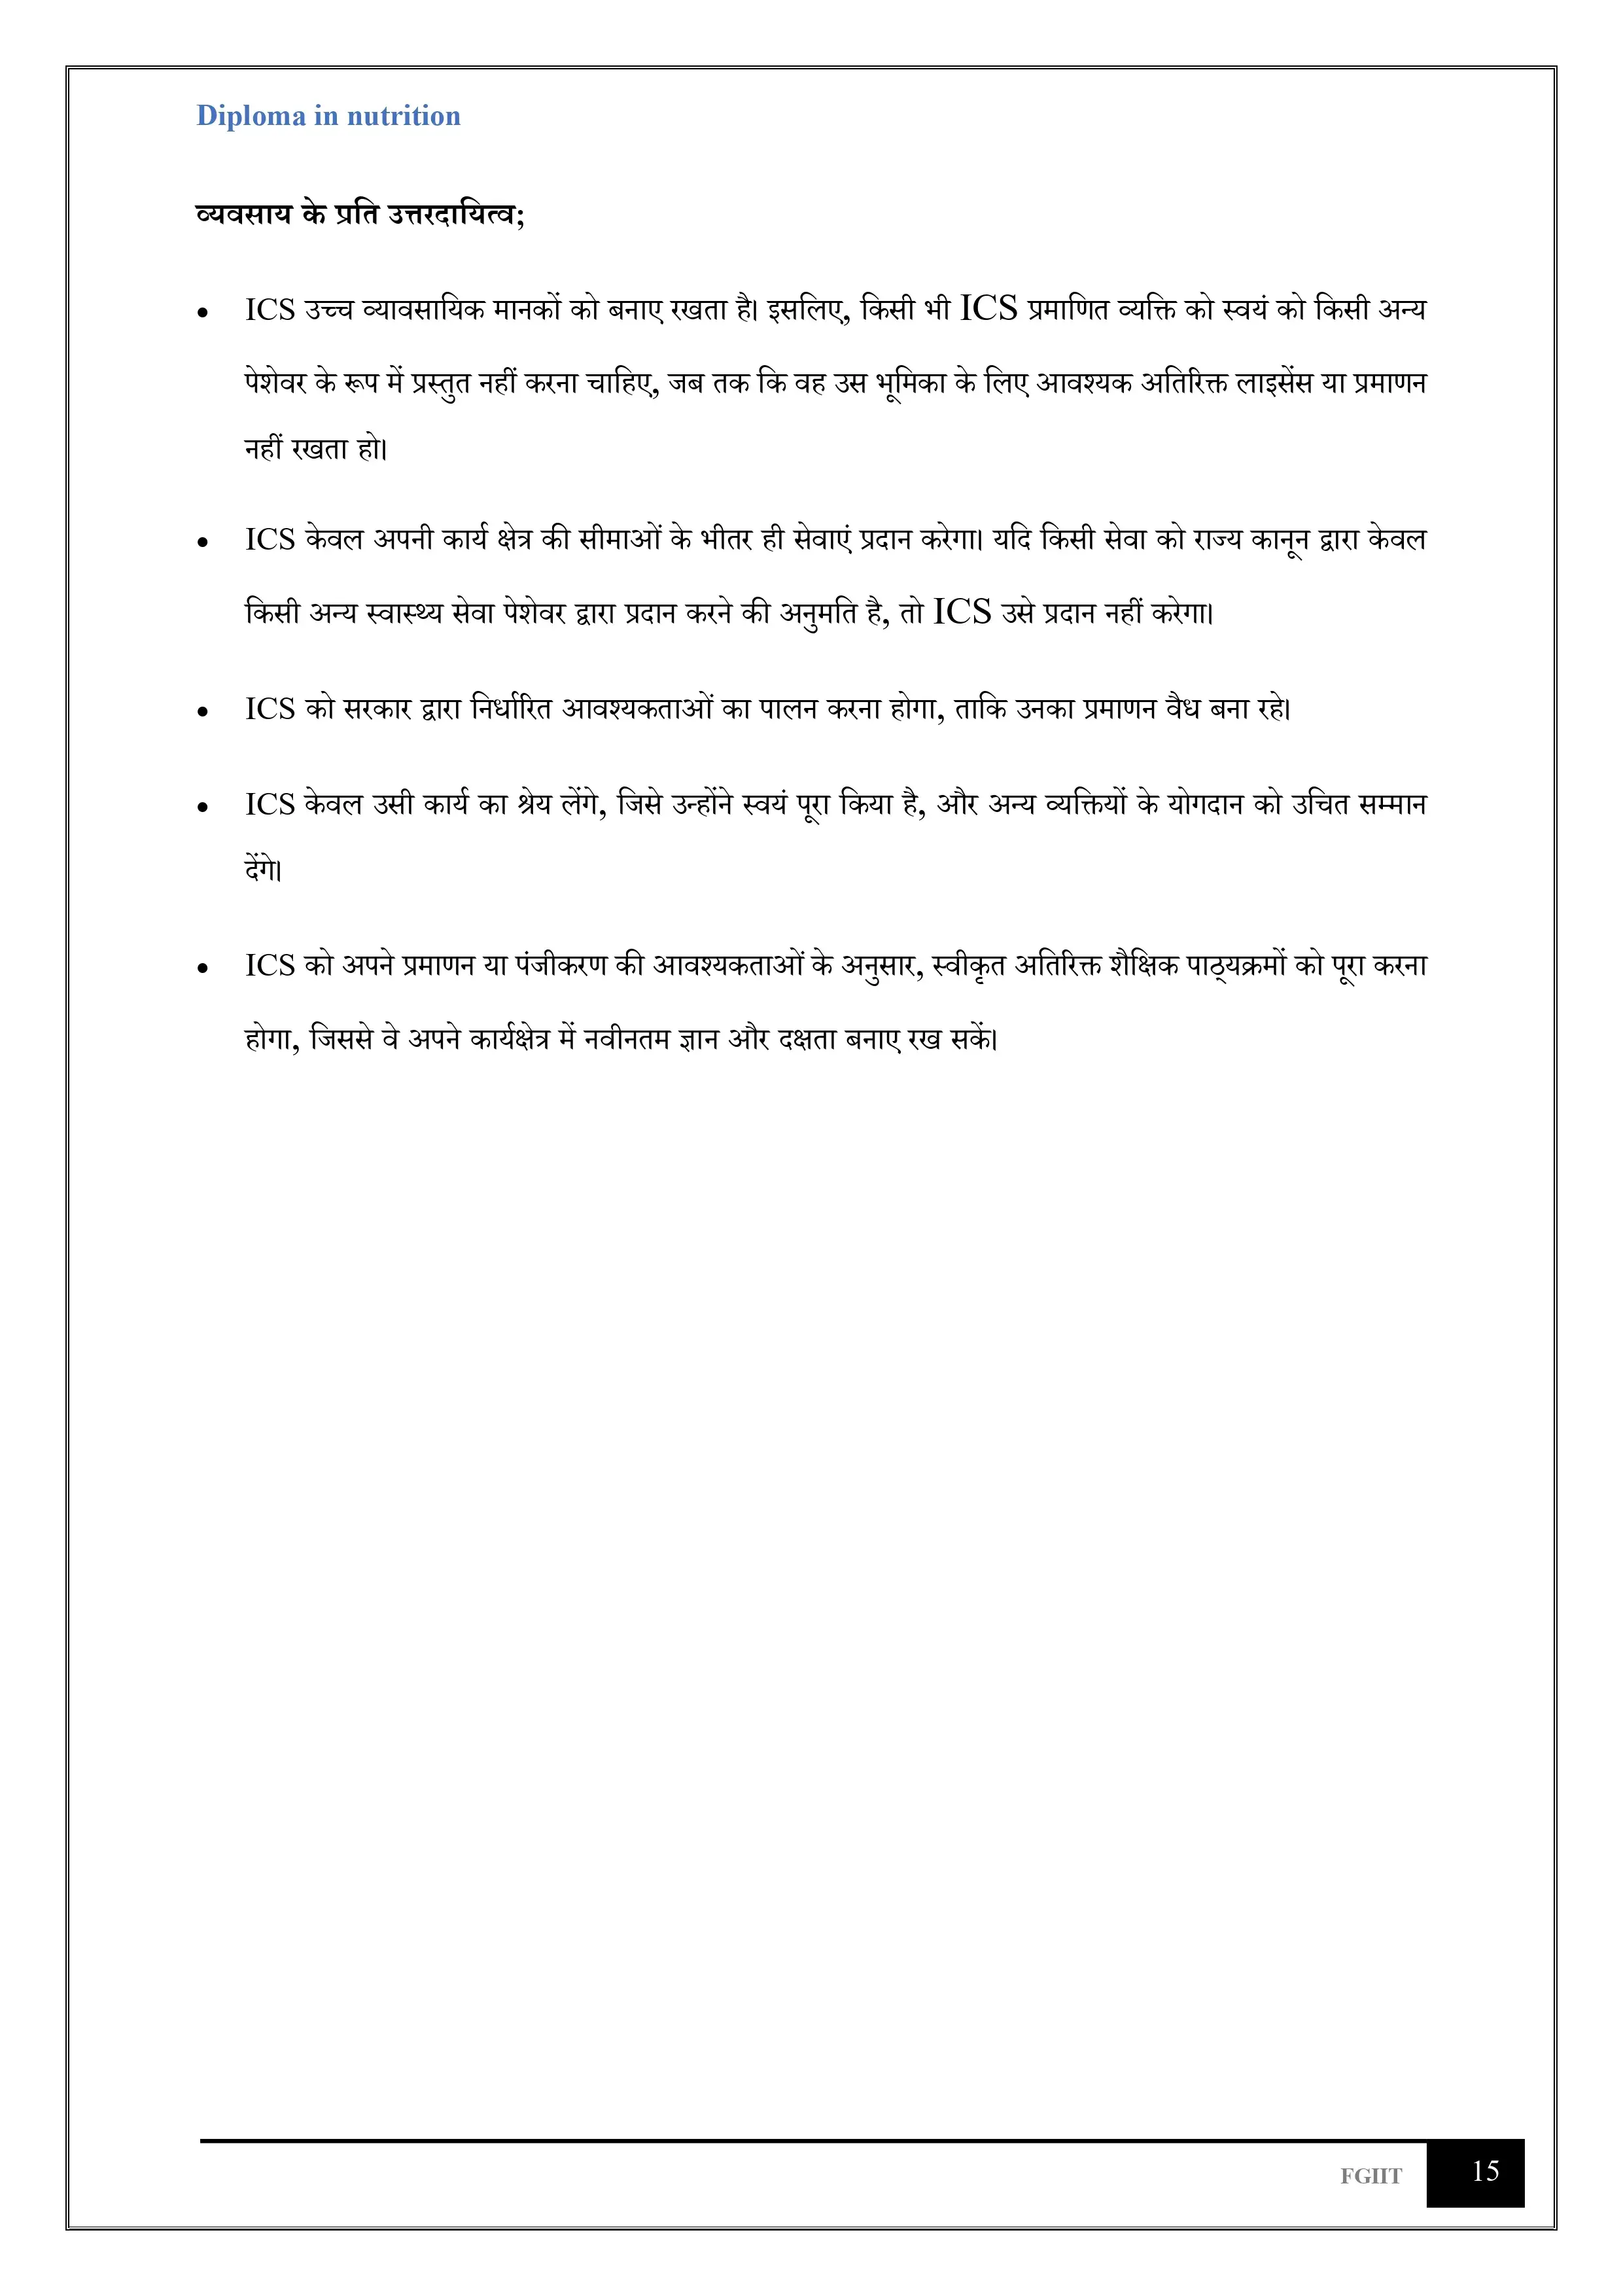 Diploma in nutrition
व्यवसाय के प्रति उत्तरदायित्व;
• ICS उच्च व्यावसायिक मानकों को बनाए रखता है। इसलिए, किसी भी ICS प्रमाणित व्यक्ति को स्वयं को किसी अन्य
पेशेवर के रूप में प्रस्तुत नहीं करना चाहिए, जब तक कि वह उस भूमिका के लिए आवश्यक अतिरिक्त लाइसेंस या प्रमाणन
नहीं रखता हो।
• ICS केवल अपनी कार्य क्षेत्र की सीमाओं के भीतर ही सेवाएं प्रदान करेगा। यदि किसी सेवा को राज्य कानून द्वारा केवल
किसी अन्य स्वास्थ्य सेवा पेशेवर द्वारा प्रदान करने की अनुमति है, तो ICS उसे प्रदान नहीं करेगा।
• ICS को सरकार द्वारा निर्धारित आवश्यकताओं का पालन करना होगा, ताकि उनका प्रमाणन वैध बना रहे।
• ICS केवल उसी कार्य का श्रेय लेंगे, जिसे उन्होंने स्वयं पूरा किया है, और अन्य व्यक्तियों के योगदान को उचित सम्मान
देंगे।
• ICS को अपने प्रमाणन या पंजीकरण की आवश्यकताओं के अनुसार, स्वीकृत अतिरिक्त शैक्षिक पाठ्यक्रमों को पूरा करना
होगा, जिससे वे अपने कार्यक्षेत्र में नवीनतम ज्ञान और दक्षता बनाए रख सकें।
FGIIT 15